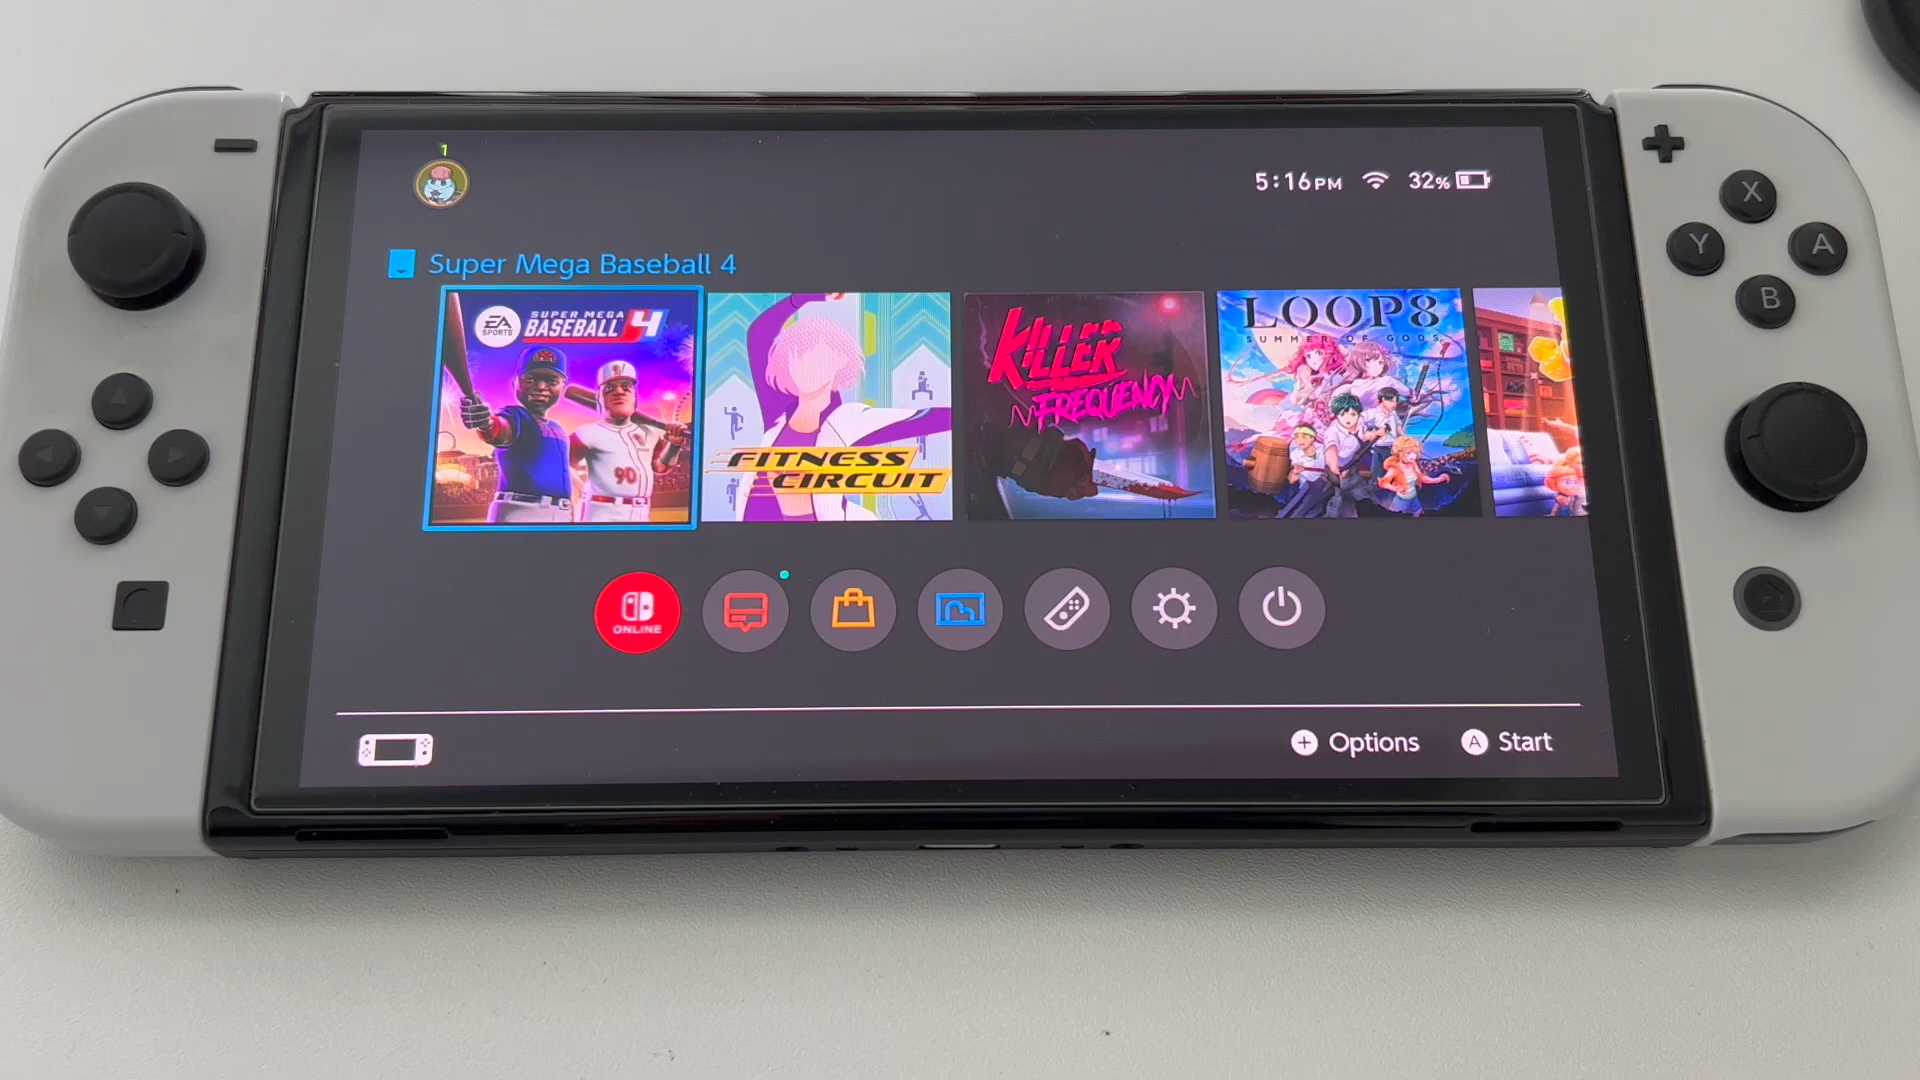 1
5:16PM 32%
Super Mega Baseball 4
EA
SPORTS
SUPER MEGA
BASEBALL 4
90
FITNESS
CIRCUIT
KILLER
FREQUENCY
LOOP8
SUMMER OF GODS
ONLINE
+ Options
A Start
X
Y
A
B